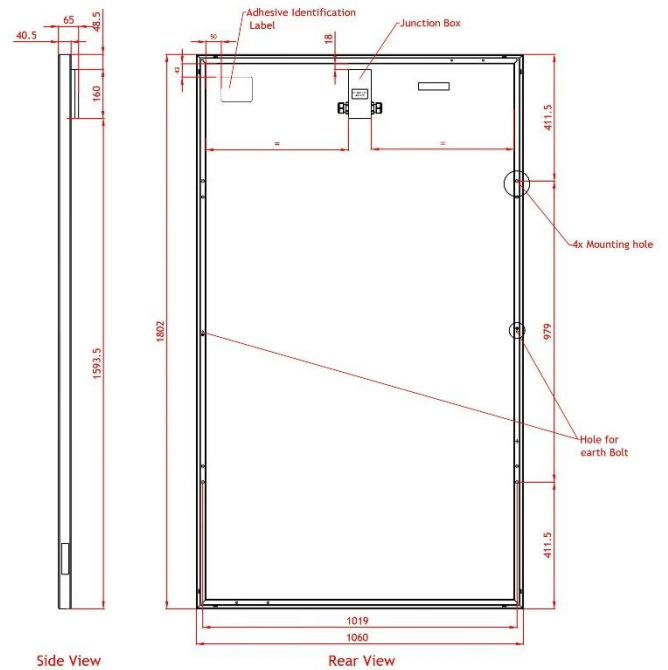 65
40.5
48.5
160
1593.5
Side View
50
43
Adhesive Identification
Label
18
Junction Box
=
=
411.5
4x Mounting hole
979
1802
Hole for
earth Bolt
411.5
1019
1060
Rear View